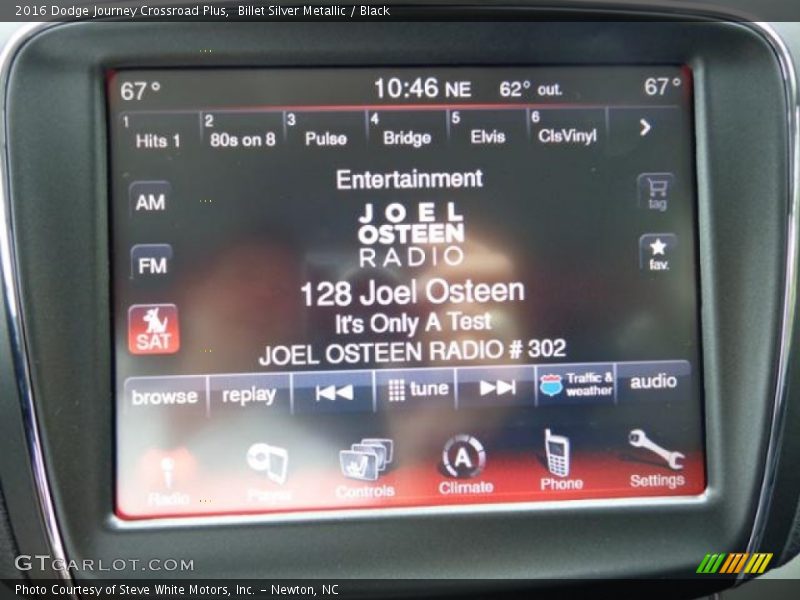 2016 Dodge Journey Crossroad Plus,  Billet Silver Metallic / Black
67° 10:46 NE 62° out. 67°
1 Hits 1 2 80s on 8 3 Pulse 4 Bridge 5 Elvis 6 ClsVinyl
Entertainment
AM
tag
JOEL
OSTEEN
RADIO
FM
fav.
128 Joel Osteen
It's Only A Test
SAT
JOEL OSTEEN RADIO # 302
browse replay tune Traffic & weather audio
Radio Player Controls A Climate Phone Settings
GTCARLOT.COM
Photo Courtesy of Steve White Motors, Inc. – Newton, NC